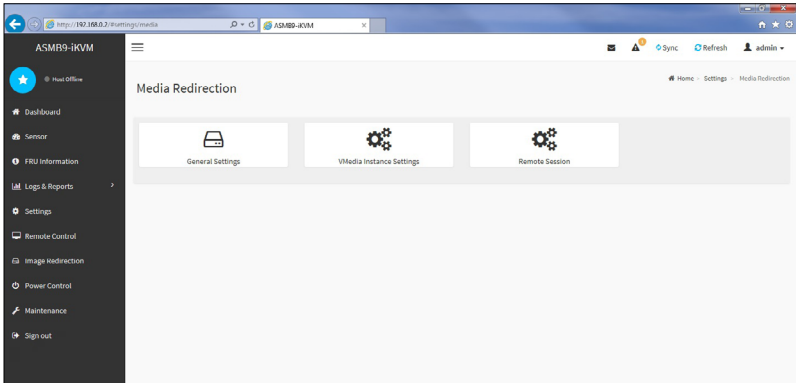 http://192.168.0.2/#settings/media
ASMB9-iKVM
ASMB9-iKVM
Sync
Refresh
admin
Host Offline
Media Redirection
Home
Settings
Media Redirection
Dashboard
Sensor
FRU Information
Logs & Reports
Settings
Remote Control
Image Redirection
Power Control
Maintenance
Sign out
General Settings
VMedia Instance Settings
Remote Session